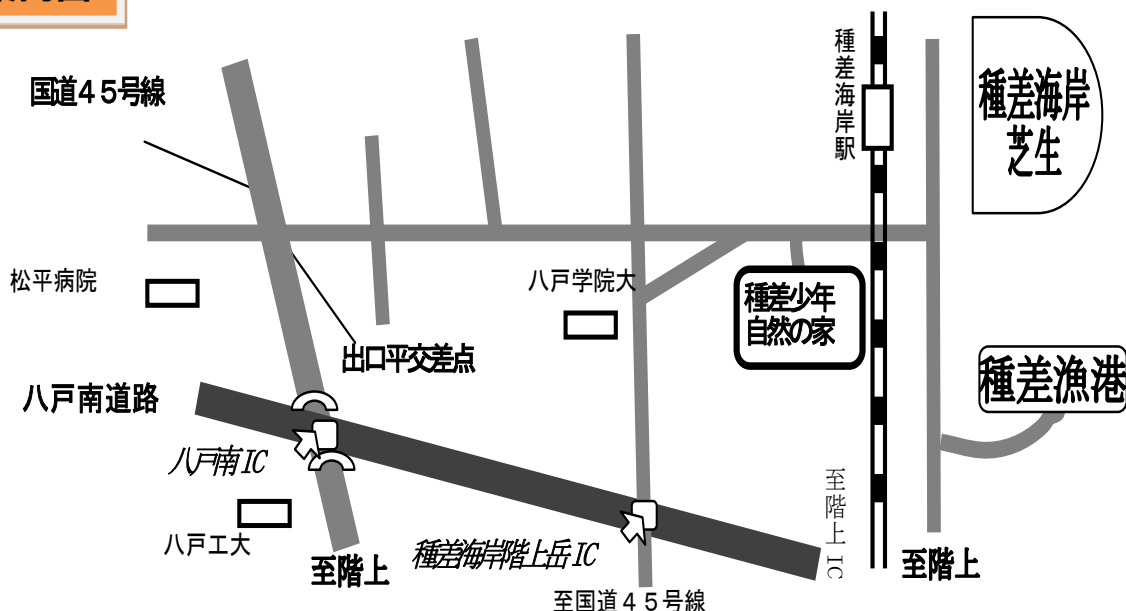 国道４５号線
種差海岸駅
種差海岸
芝生
松平病院
八戸学院大
種差少年
自然の家
出口平交差点
種差漁港
八戸南道路
八戸南IC
至階上IC
八戸工大
種差海岸階上岳IC
至階上
至階上
至国道４５号線